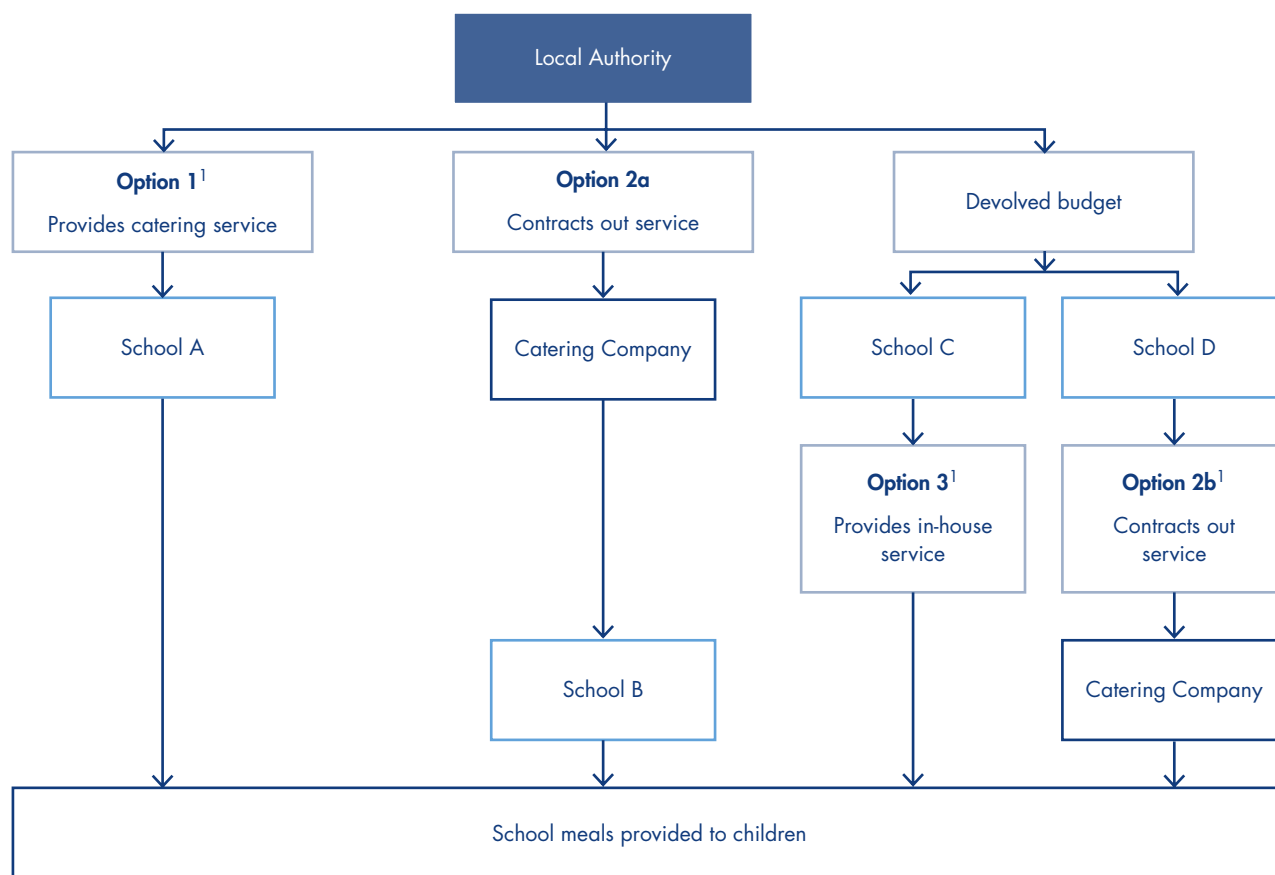 Local Authority
Option 1¹
Provides catering service
Option 2a
Contracts out service
Devolved budget
School A
Catering Company
School C
School D
Option 3¹
Provides in-house
service
Option 2b¹
Contracts out
service
School B
Catering Company
School meals provided to children